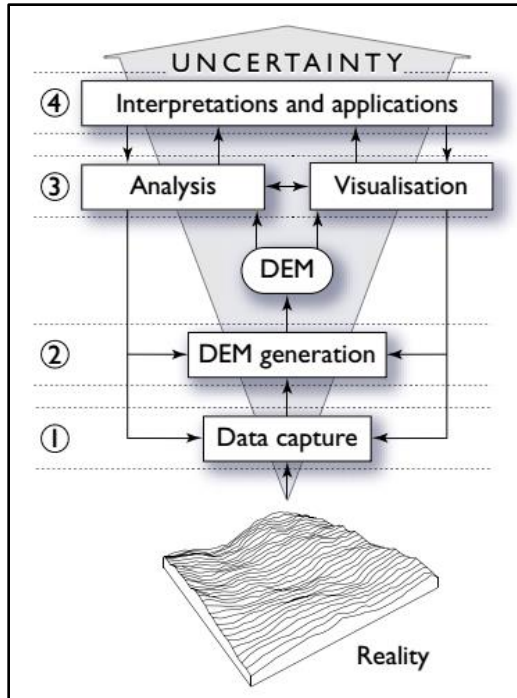 UNCERTAINTY
④ Interpretations and applications
③ Analysis Visualisation
DEM
② DEM generation
① Data capture
Reality